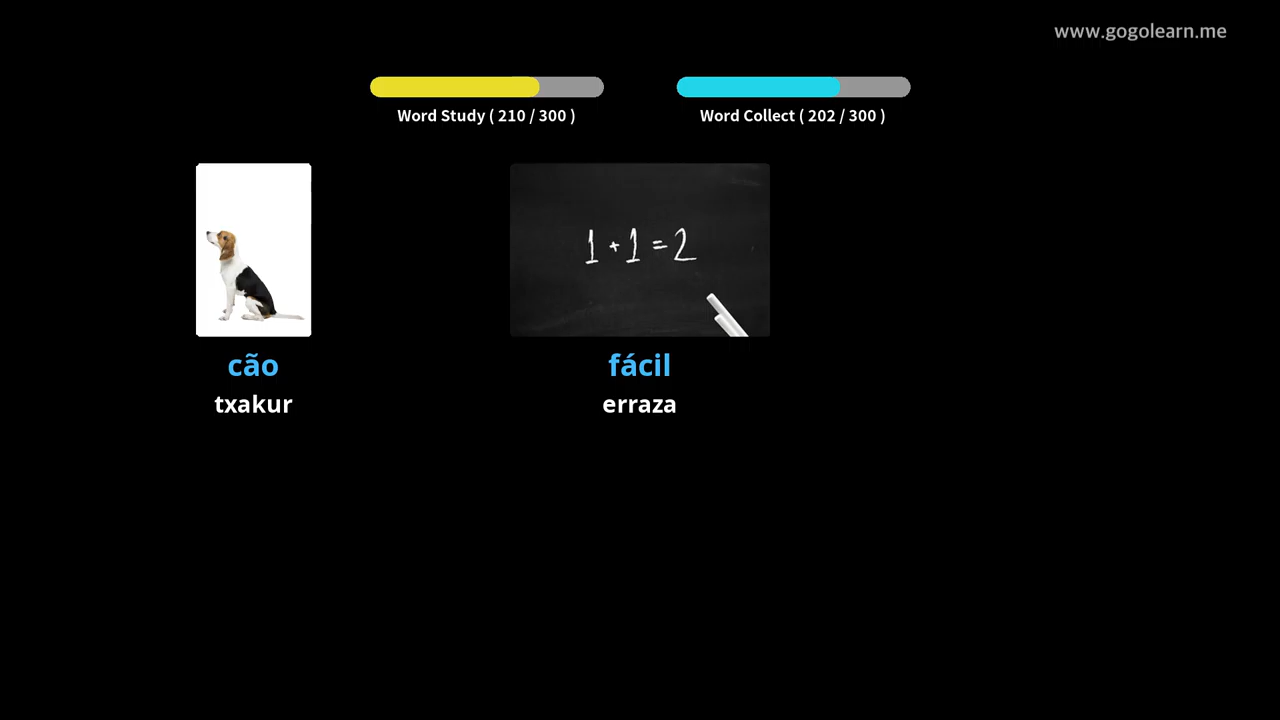 www.gogolearn.me
Word Study ( 210 / 300 )
Word Collect ( 202 / 300 )
1 + 1 = 2
cão
fácil
txakur
erraza